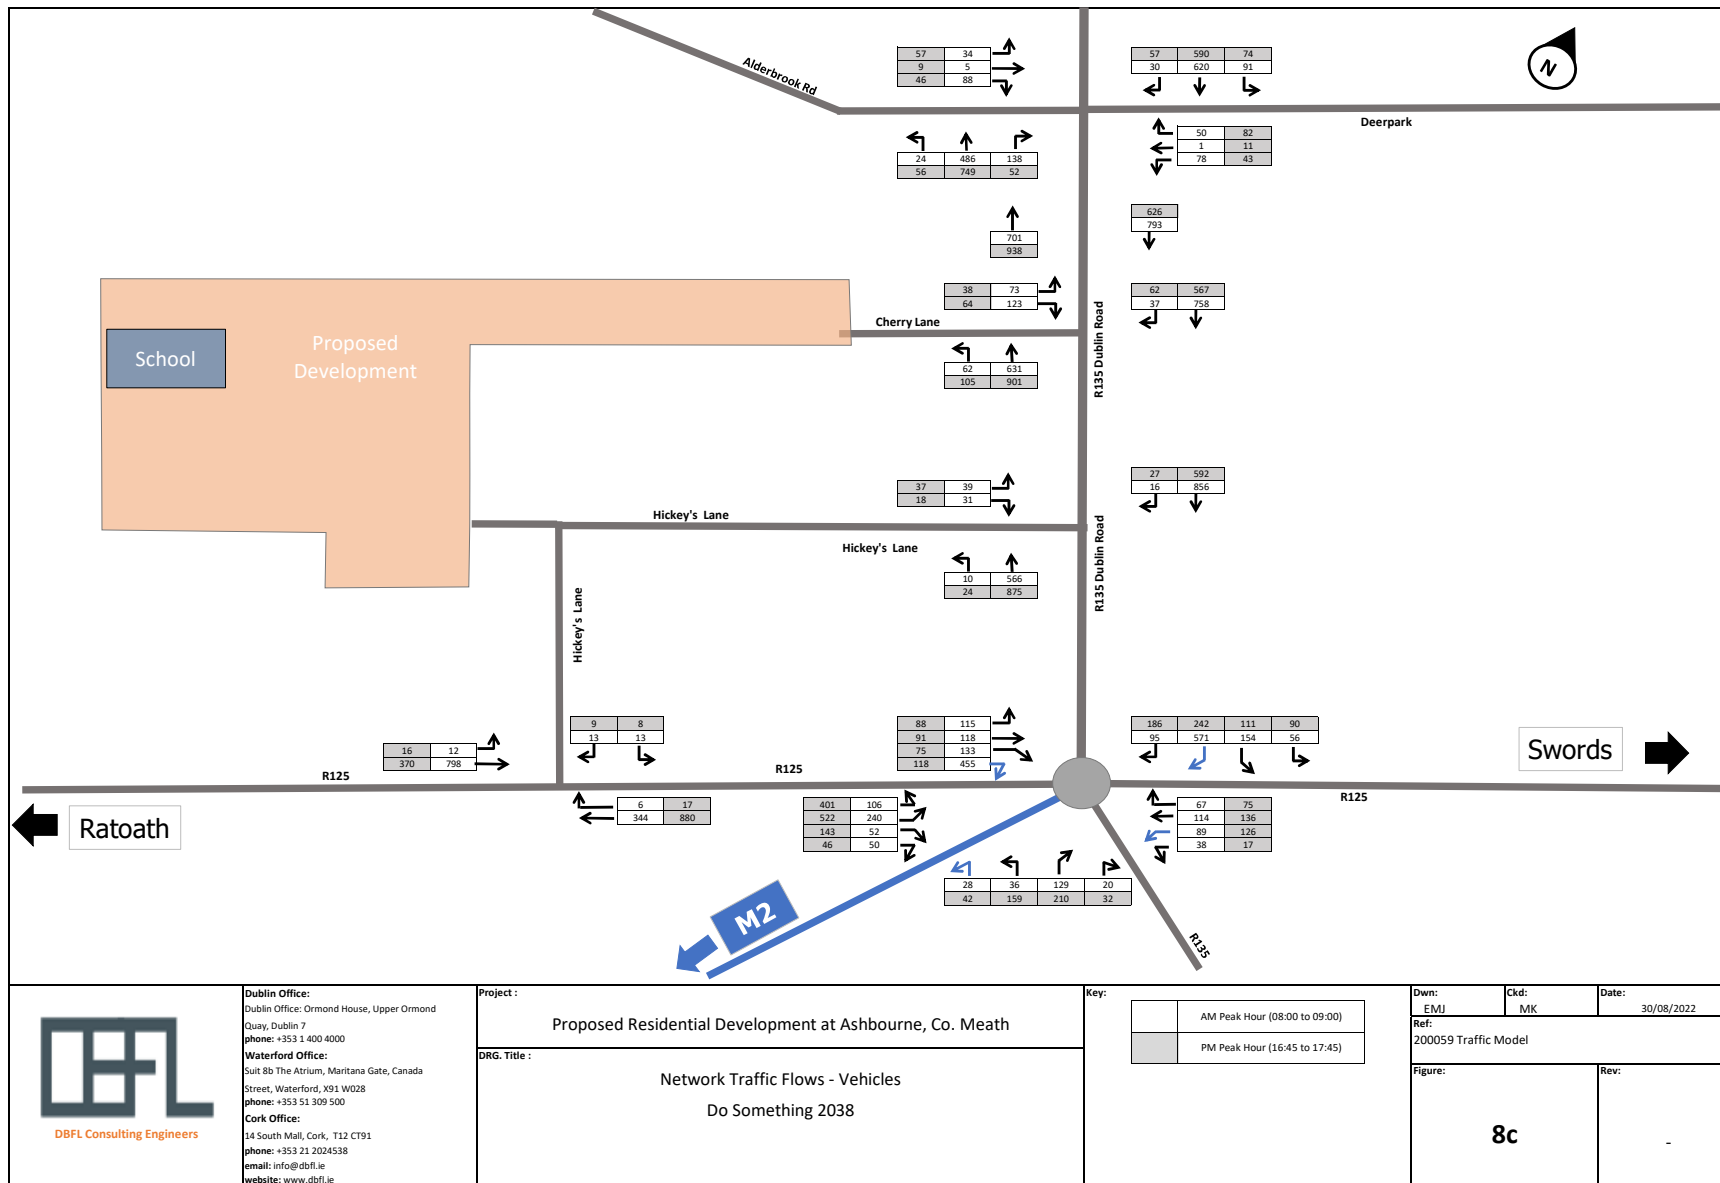 Alderbrook Rd
57 34
9 5
46 88
57 590 74
30 620 91
N
Deerpark
24 486 138
56 749 52
50 82
1 11
78 43
701
938
626
793
38 73
64 123
62 567
37 758
Cherry Lane
R135 Dublin Road
62 631
105 901
School
Proposed
Development
37 39
18 31
27 592
16 856
Hickey's Lane
Hickey's Lane
R135 Dublin Road
10 566
24 875
Hickey's Lane
9 8
13 13
16 12
370 798
88 115
91 118
75 133
118 455
186 242 111 90
95 571 154 56
Swords
R125
R125
R125
Ratoath
6 17
344 880
401 106
522 240
143 52
46 50
67 75
114 136
89 126
38 17
28 36 129 20
42 159 210 32
M2
R135
DBFL Consulting Engineers
Dublin Office:
Dublin Office: Ormond House, Upper Ormond
Quay, Dublin 7
phone: +353 1 400 4000
Waterford Office:
Suit 8b The Atrium, Maritana Gate, Canada
Street, Waterford, X91 W028
phone: +353 51 309 500
Cork Office:
14 South Mall, Cork, T12 CT91
phone: +353 21 2024538
email: info@dbfl.ie
website: www.dbfl.ie
Project :
Proposed Residential Development at Ashbourne, Co. Meath
DRG. Title :
Network Traffic Flows - Vehicles
Do Something 2038
Key:
AM Peak Hour (08:00 to 09:00)
PM Peak Hour (16:45 to 17:45)
Dwn: Ckd: Date:
EMJ MK 30/08/2022
Ref:
200059 Traffic Model
Figure: Rev:
8c -